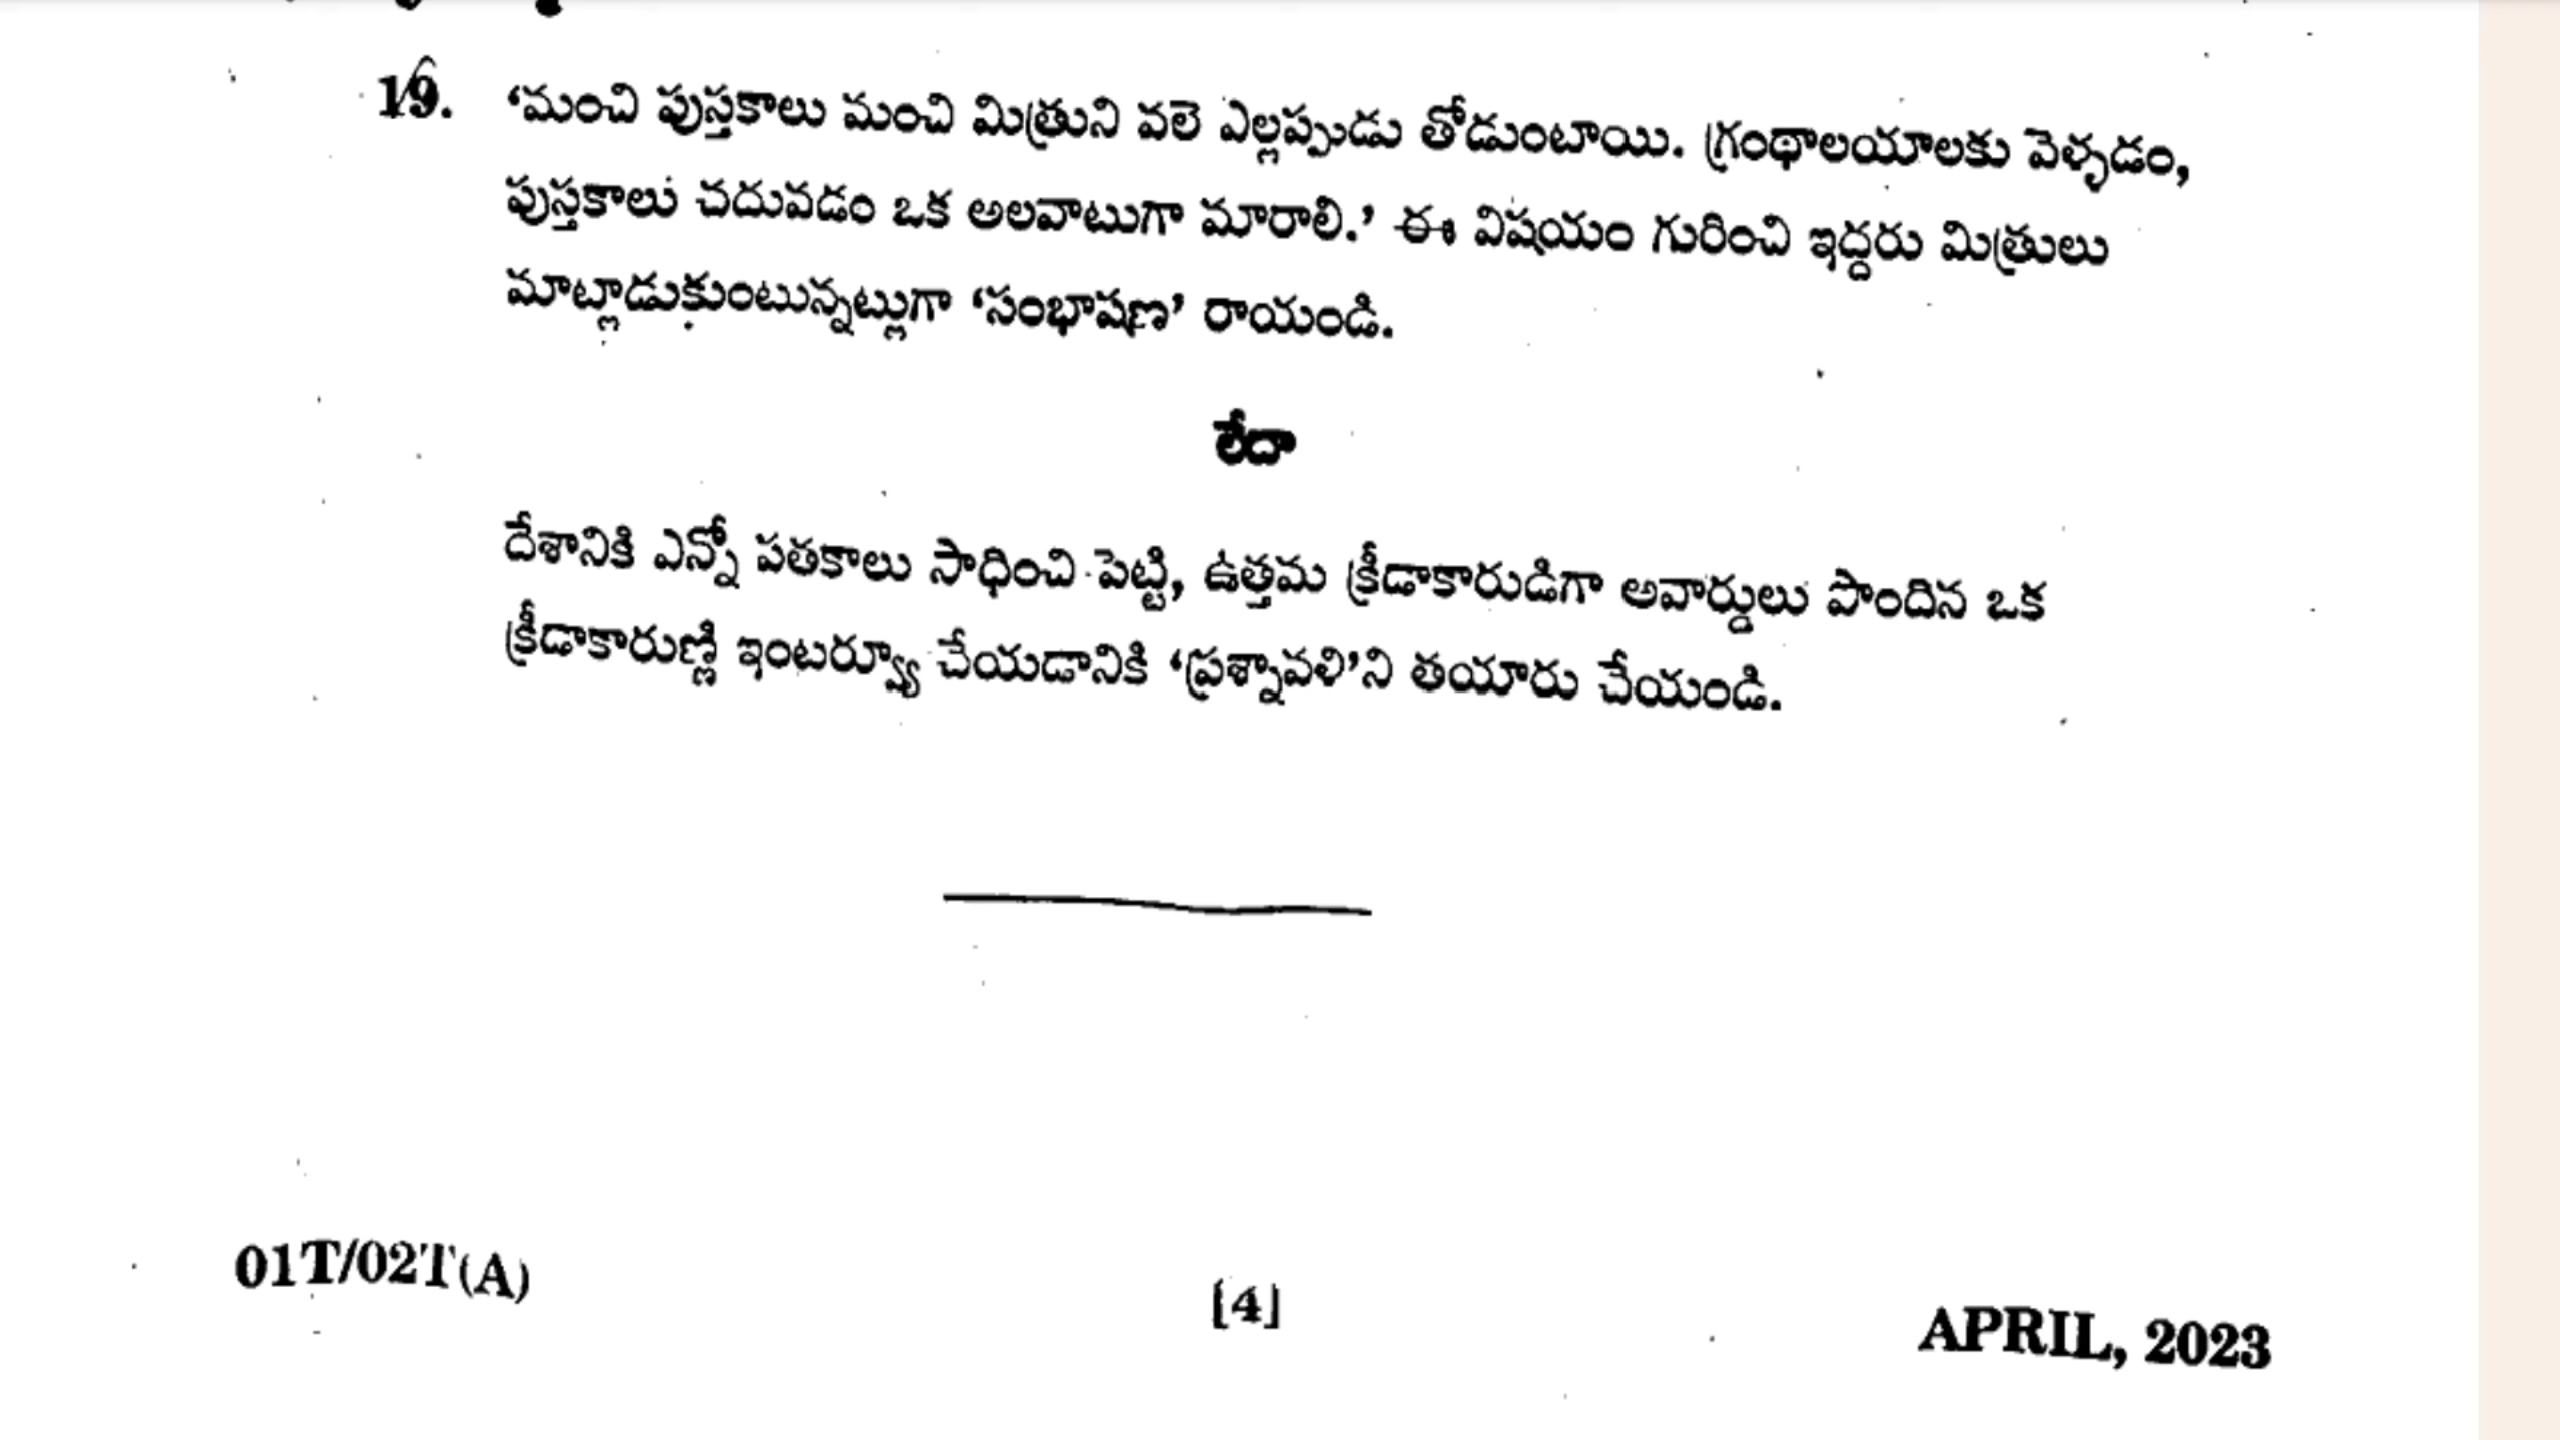 19. ‘మంచి పుస్తకాలు మంచి మిత్రుని వలె ఎల్లప్పుడు తోడుంటాయి. గ్రంథాలయాలకు వెళ్ళడం,
పుస్తకాలు చదువడం ఒక అలవాటుగా మారాలి.’ ఈ విషయం గురించి ఇద్దరు మిత్రులు
మాట్లాడుకుంటున్నట్లుగా ‘సంభాషణ’ రాయండి.
లేదా
దేశానికి ఎన్నో పతకాలు సాధించి పెట్టి, ఉత్తమ క్రీడాకారుడిగా అవార్డులు పొందిన ఒక
క్రీడాకారుణ్ణి ఇంటర్వ్యూ చేయడానికి ‘ప్రశ్నావళి’ని తయారు చేయండి.
01T/02T(A)
[4]
APRIL, 2023